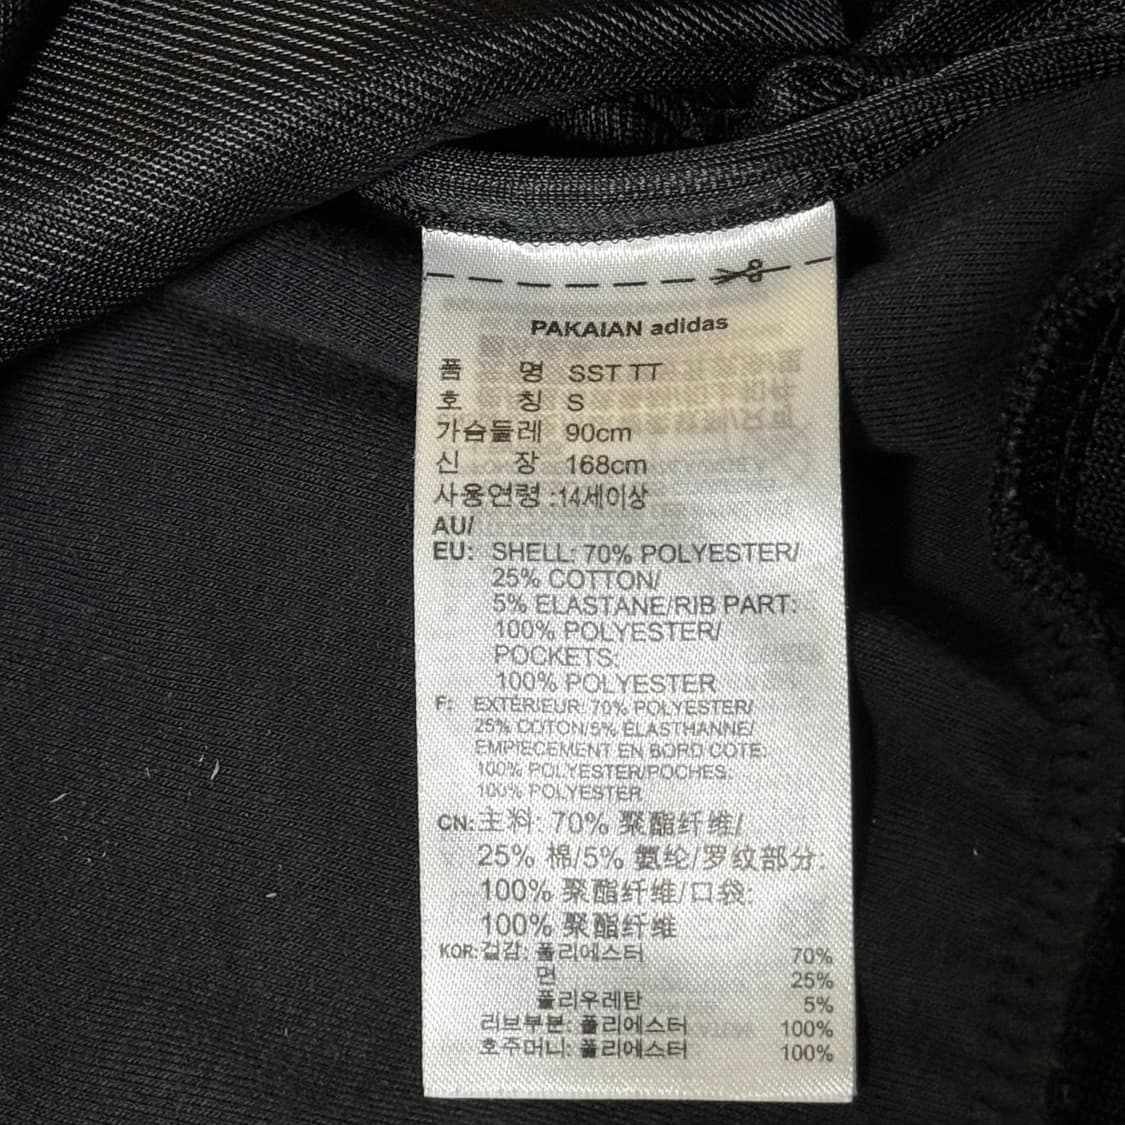 PAKAIAN adidas
품 명 SST TT
호 칭 S
가슴둘레 90cm
신 장 168cm
사용연령 :14세이상
AU/
EU: SHELL: 70% POLYESTER/
25% COTTON/
5% ELASTANE/RIB PART:
100% POLYESTER/
POCKETS:
100% POLYESTER
F: EXTERIEUR: 70% POLYESTER/
25% COTON/5% ELASTHANNE/
EMPIECEMENT EN BORD COTE:
100% POLYESTER/POCHES:
100% POLYESTER
CN: 主料: 70% 聚酯纤维/
25% 棉/5% 氨纶/罗纹部分:
100% 聚酯纤维/口袋:
100% 聚酯纤维
KOR: 겉감: 폴리에스터 70%
면 25%
폴리우레탄 5%
리브부분: 폴리에스터 100%
호주머니: 폴리에스터 100%